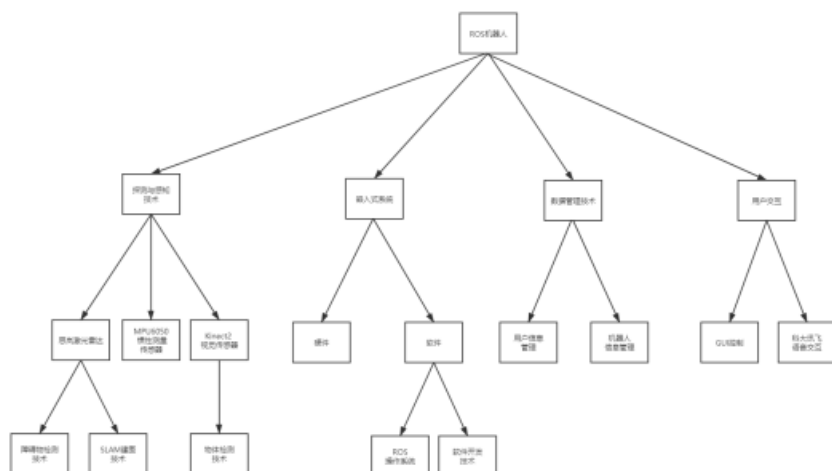 ROS机器人
探测与感知
技术
嵌入式系统
数据管理技术
用户交互
思岚激光雷达
MPU6050
惯性测量
传感器
Kinect2
视觉传感器
硬件
软件
用户信息
管理
机器人
信息管理
GUI控制
科大讯飞
语音交互
障碍物检测
技术
SLAM建图
技术
物体检测
技术
ROS
操作系统
软件开发
技术